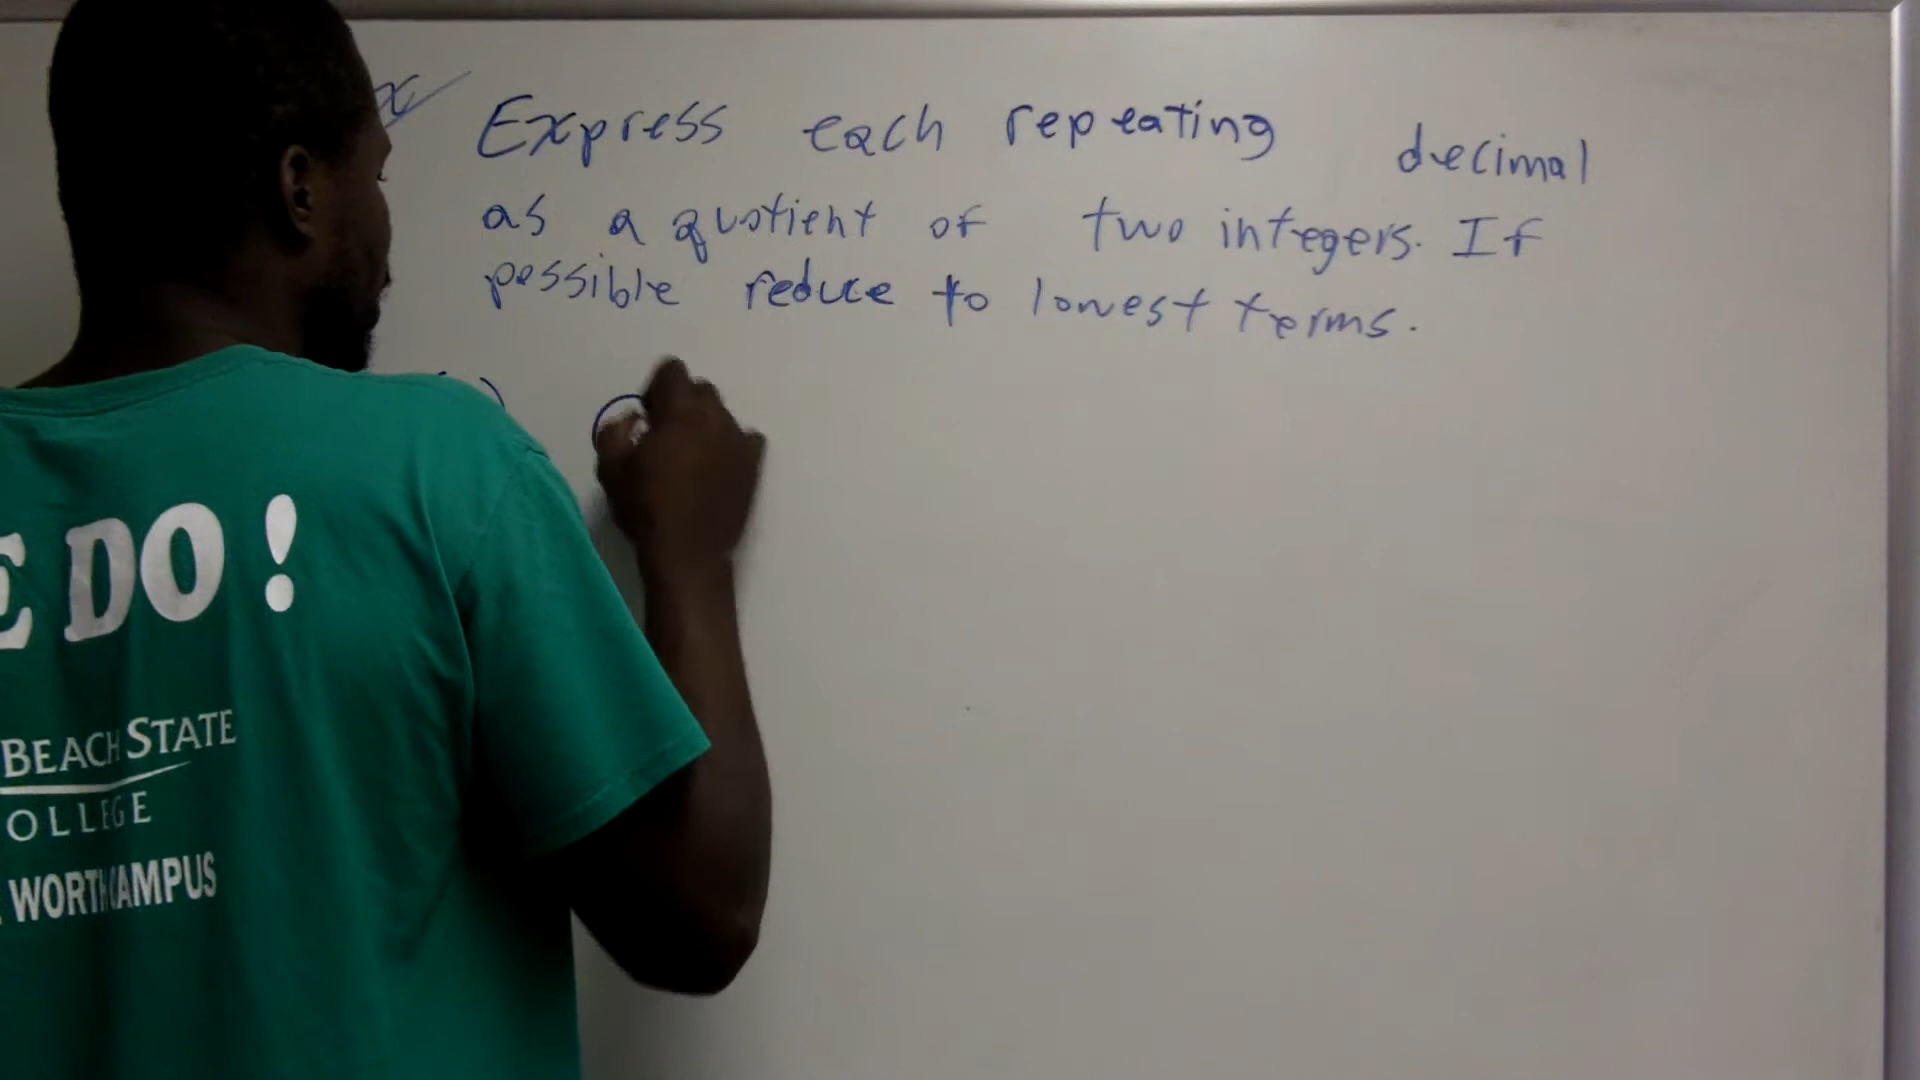 Express each repeating decimal
as a quotient of two integers. If
possible reduce to lowest terms.
DO!
BEACH STATE
WORTH CAMPUS